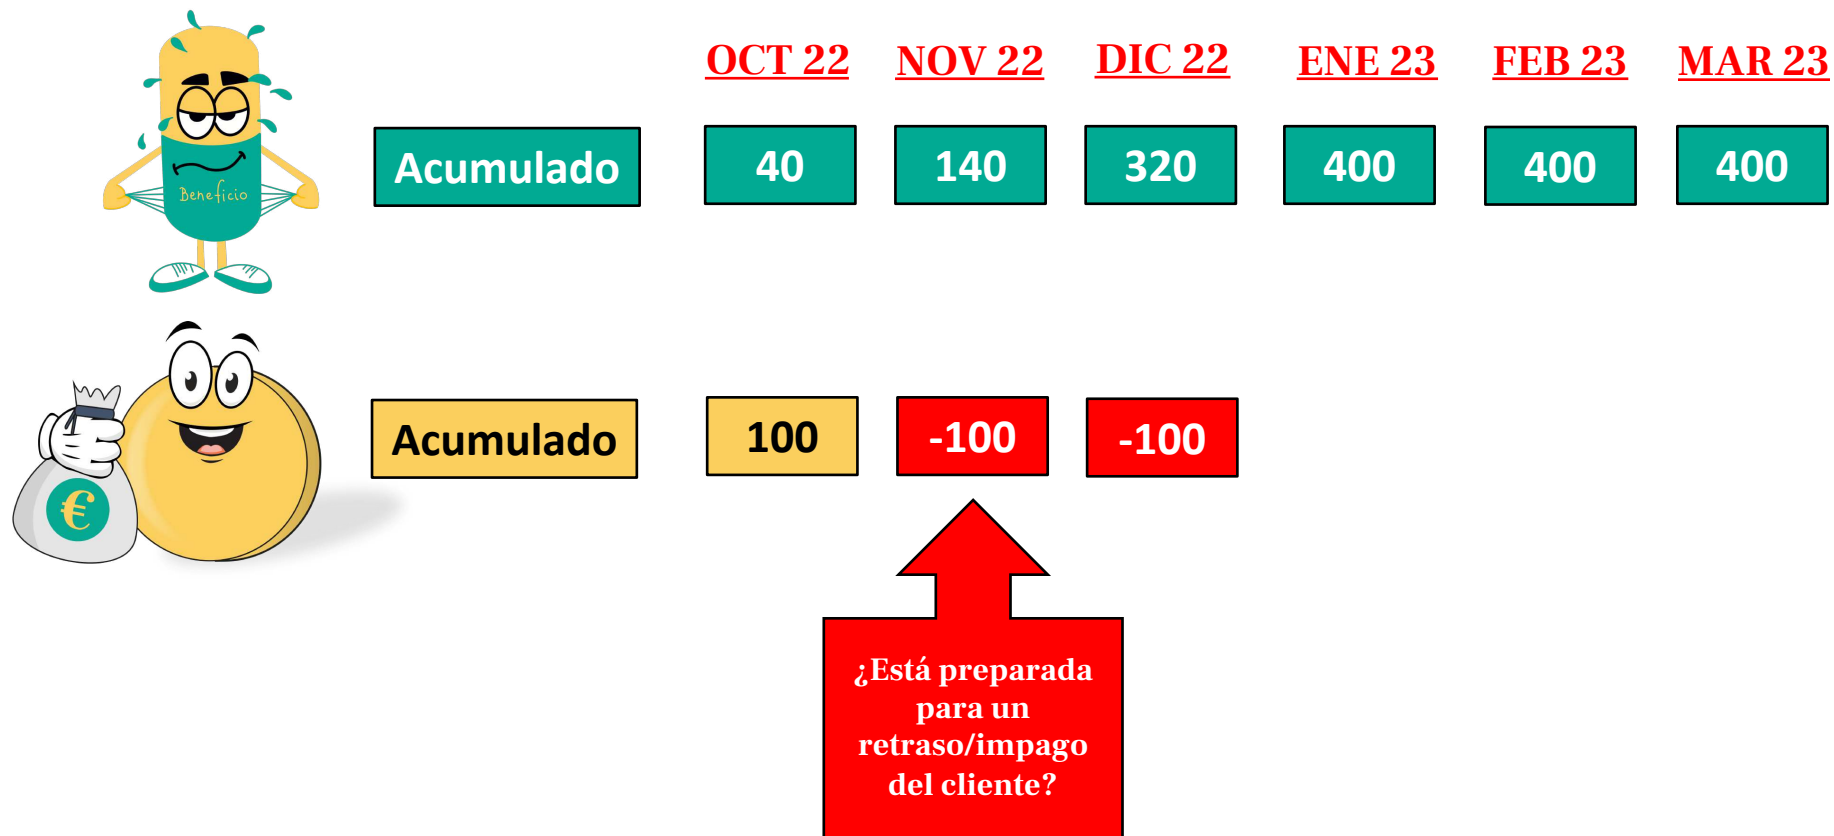 OCT 22 NOV 22 DIC 22 ENE 23 FEB 23 MAR 23
Beneficio
Acumulado 40 140 320 400 400 400
€
Acumulado 100 -100 -100
¿Está preparada
para un
retraso/impago
del cliente?